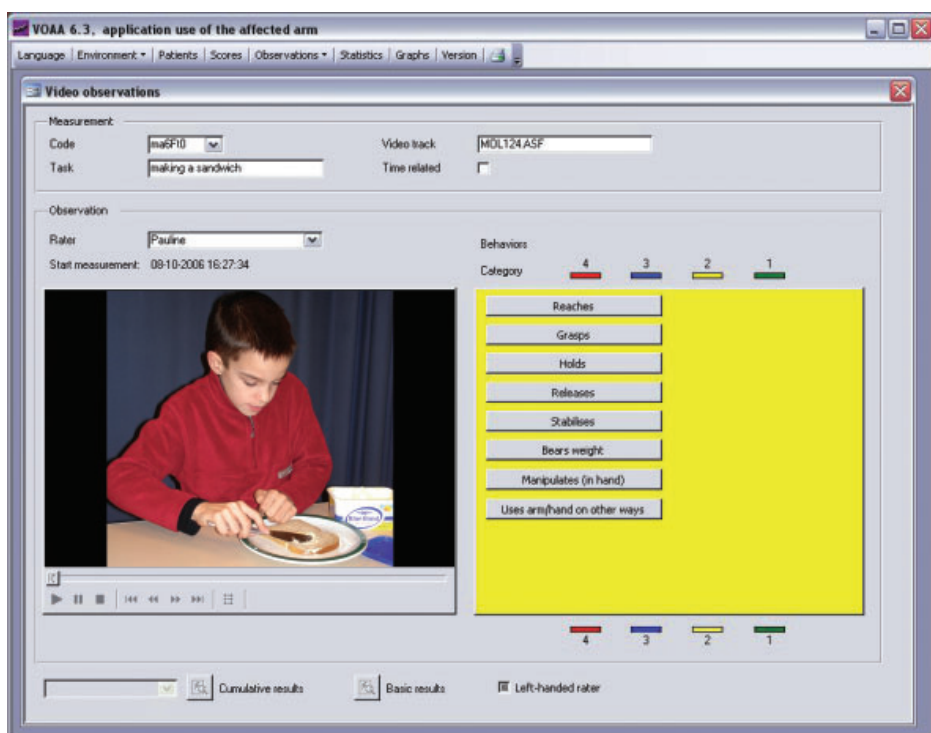 VOAA 6.3, application use of the affected arm
Language Environment Patients Scores Observations Statistics Graphs Version
Video observations
Measurement
Code ma6Ft0 Video track MOL124.ASF
Task making a sandwich Time related
Observation
Rater Pauline
Behaviors
Start measurement: 08-10-2006 16:27:34
Category 4 3 2 1
Reaches
Grasps
Holds
Releases
Stabilises
Bears weight
Manipulates (in hand)
Uses arm/hand on other ways
4 3 2 1
Cumulative results Basic results Left-handed rater